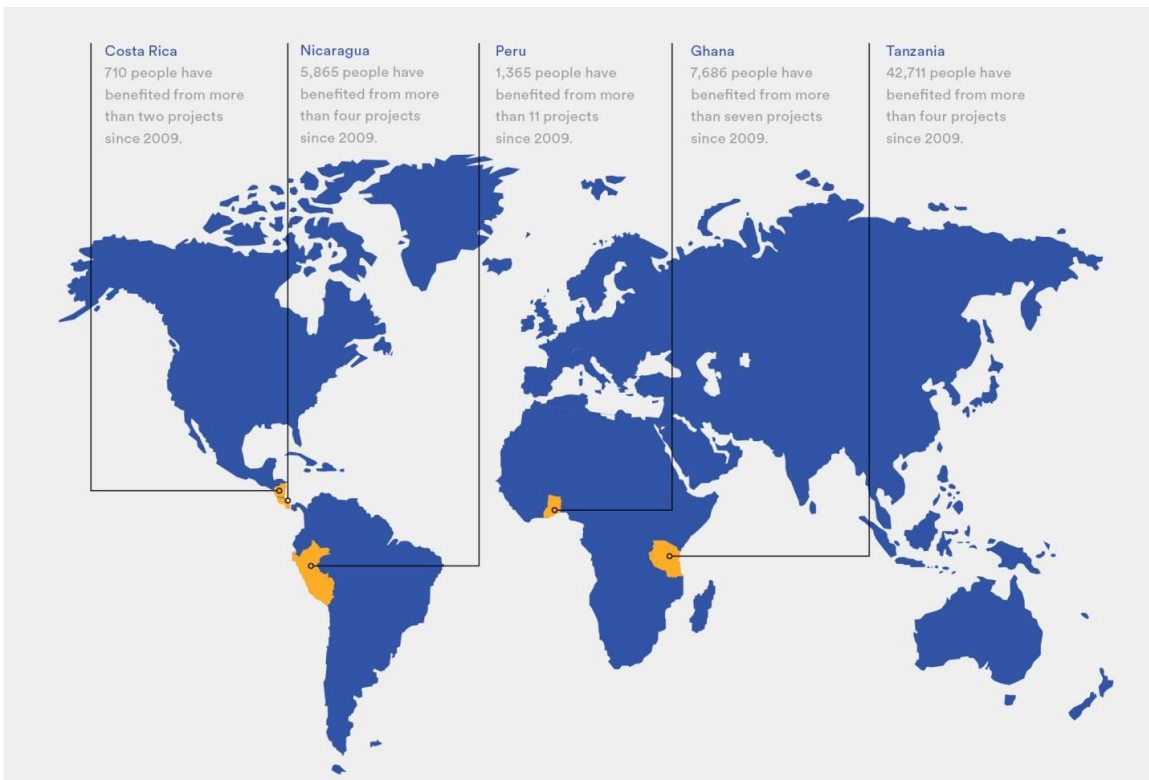 Costa Rica
710 people have
benefited from more
than two projects
since 2009.
Nicaragua
5,865 people have
benefited from more
than four projects
since 2009.
Peru
1,365 people have
benefited from more
than 11 projects
since 2009.
Ghana
7,686 people have
benefited from more
than seven projects
since 2009.
Tanzania
42,711 people have
benefited from more
than four projects
since 2009.